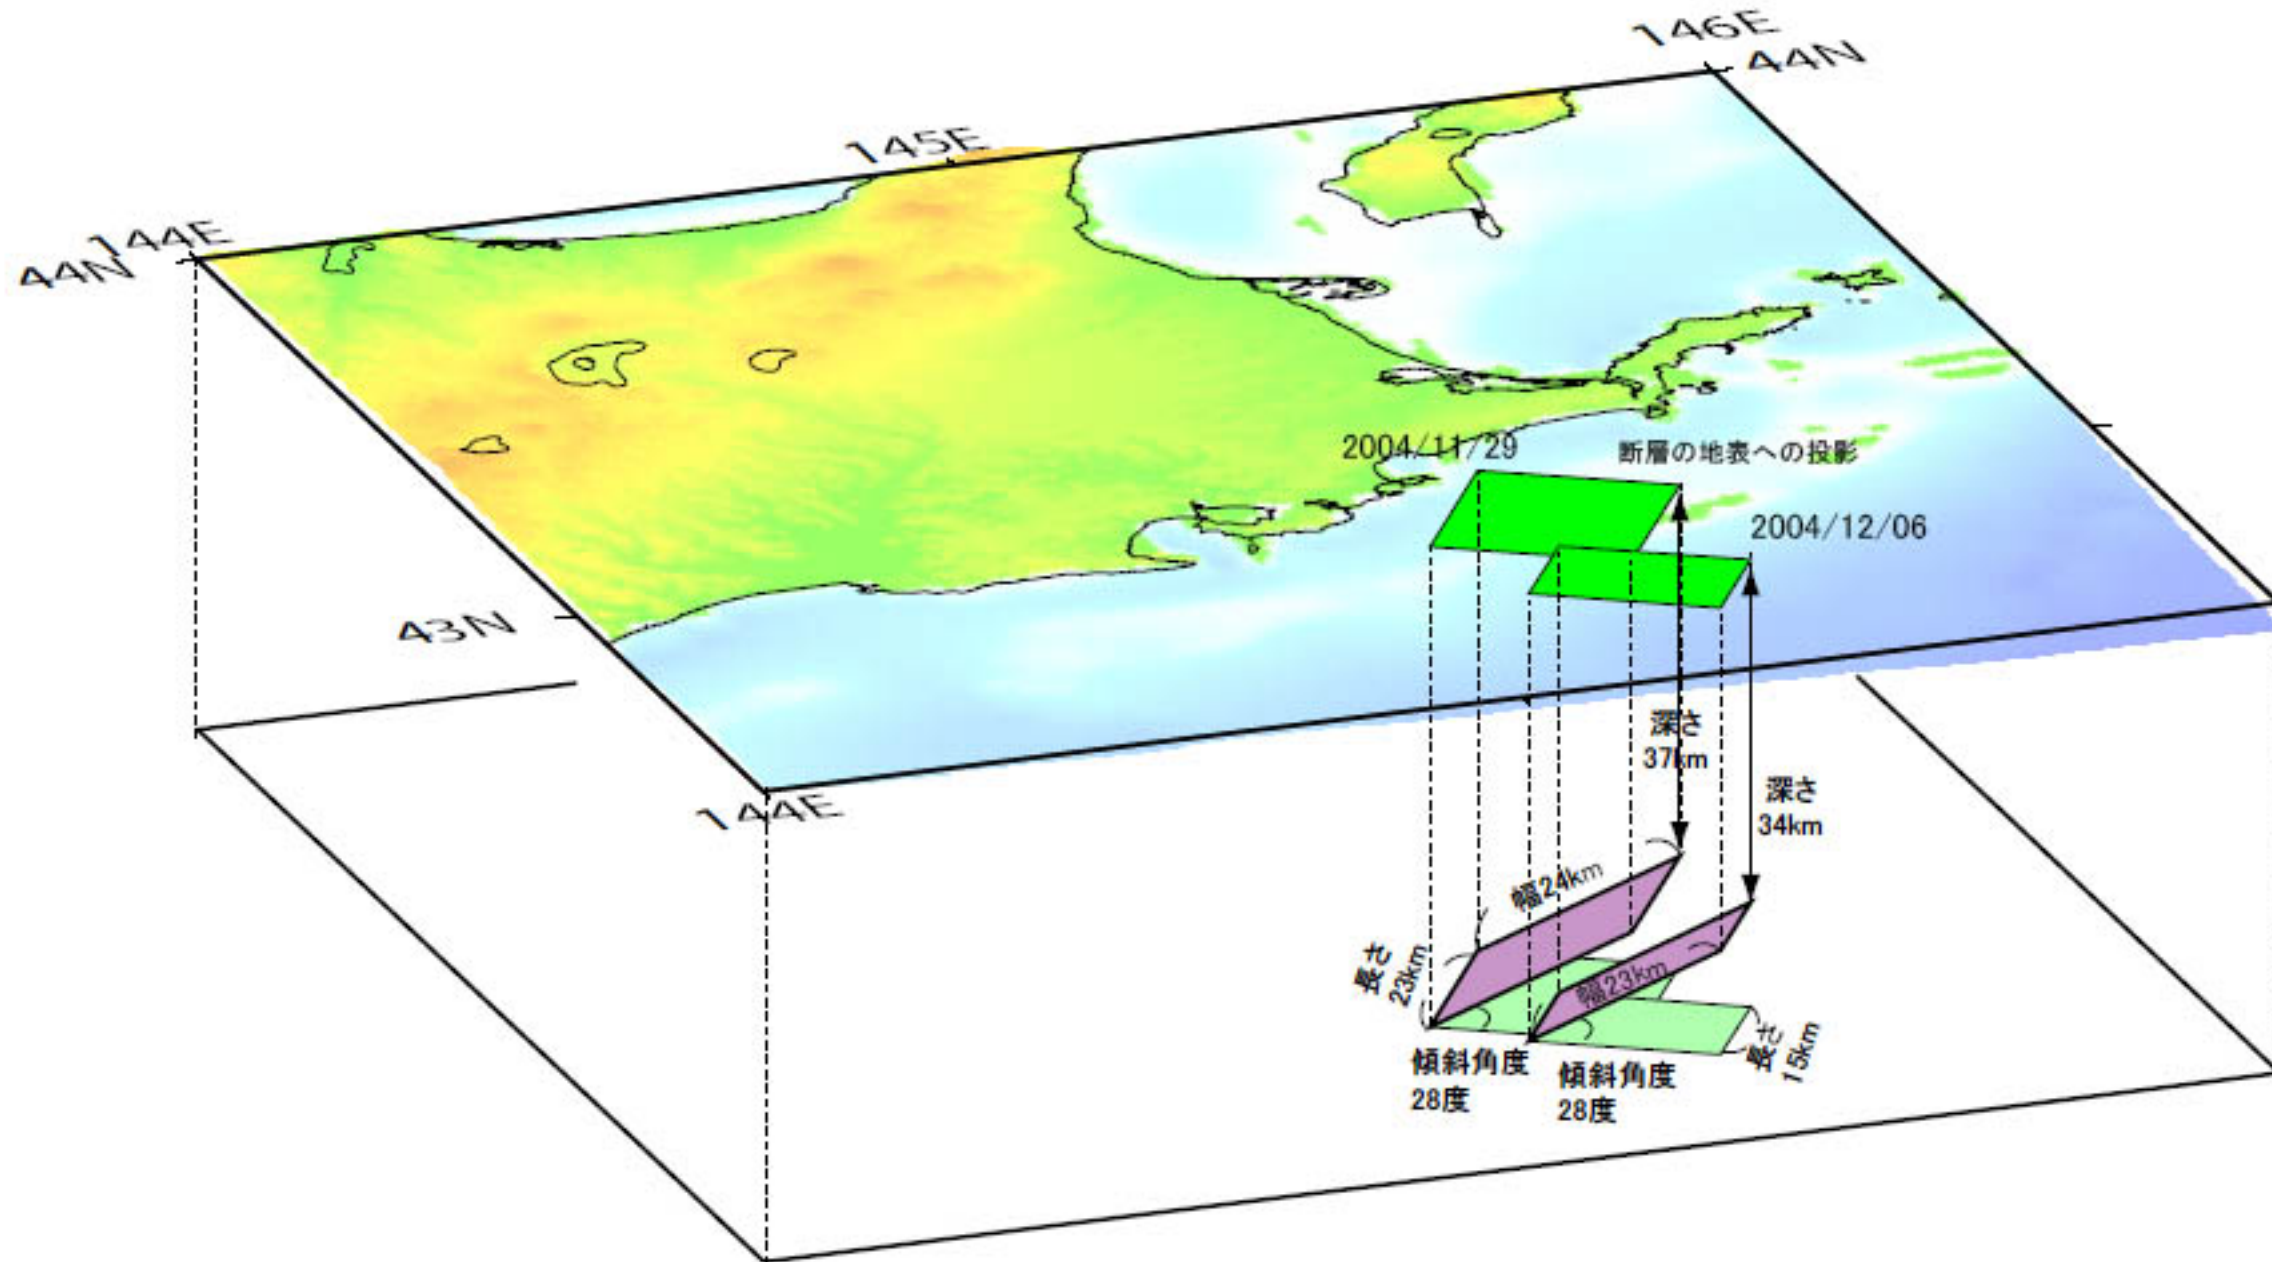 146E
44N
145E
144E
44N
2004/11/29
断層の地表への投影
2004/12/06
43N
深さ
37km
深さ
34km
144E
幅24km
長さ
23km
幅23km
長さ
15km
傾斜角度
28度
傾斜角度
28度